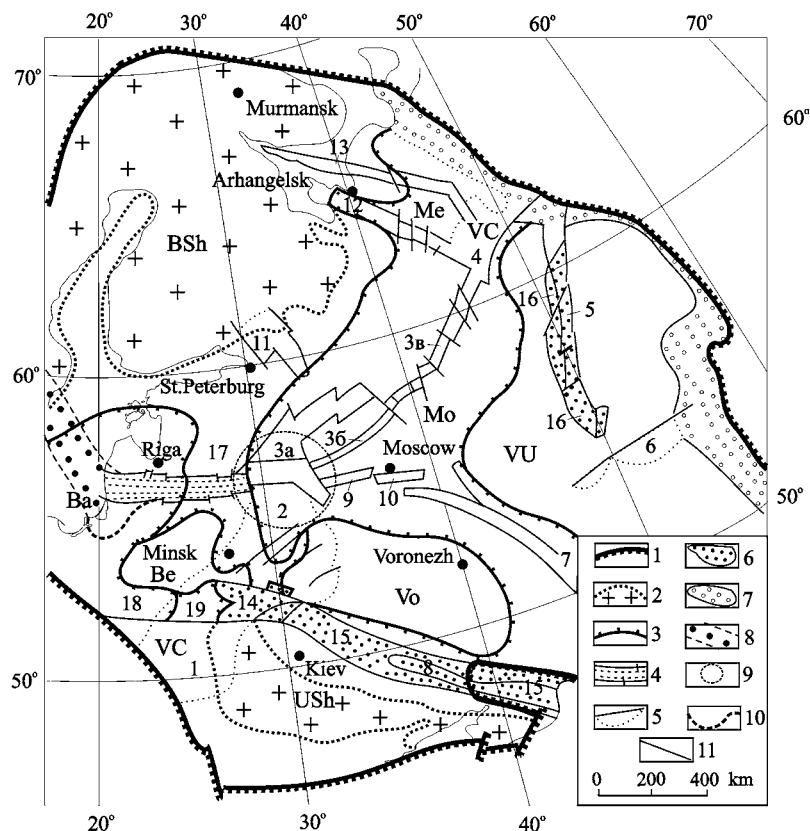 20° 30° 40° 50° 60° 70°
70°
60°
Murmansk
13
Arhangelsk
12
Me
VC
4
BSh
16
5
3в
11
St.Peterburg
60°
Mo
16
Riga
17
3a
36
Moscow
VU
6
Ba
9
10
50°
2
Minsk
Be
Voronezh
7
18
19
14
Vo
VC
1
15
8
Kiev
15
50°
USh
1
2
3
4
5
6
7
8
9
10
11
0 200 400 km
20° 30° 40°